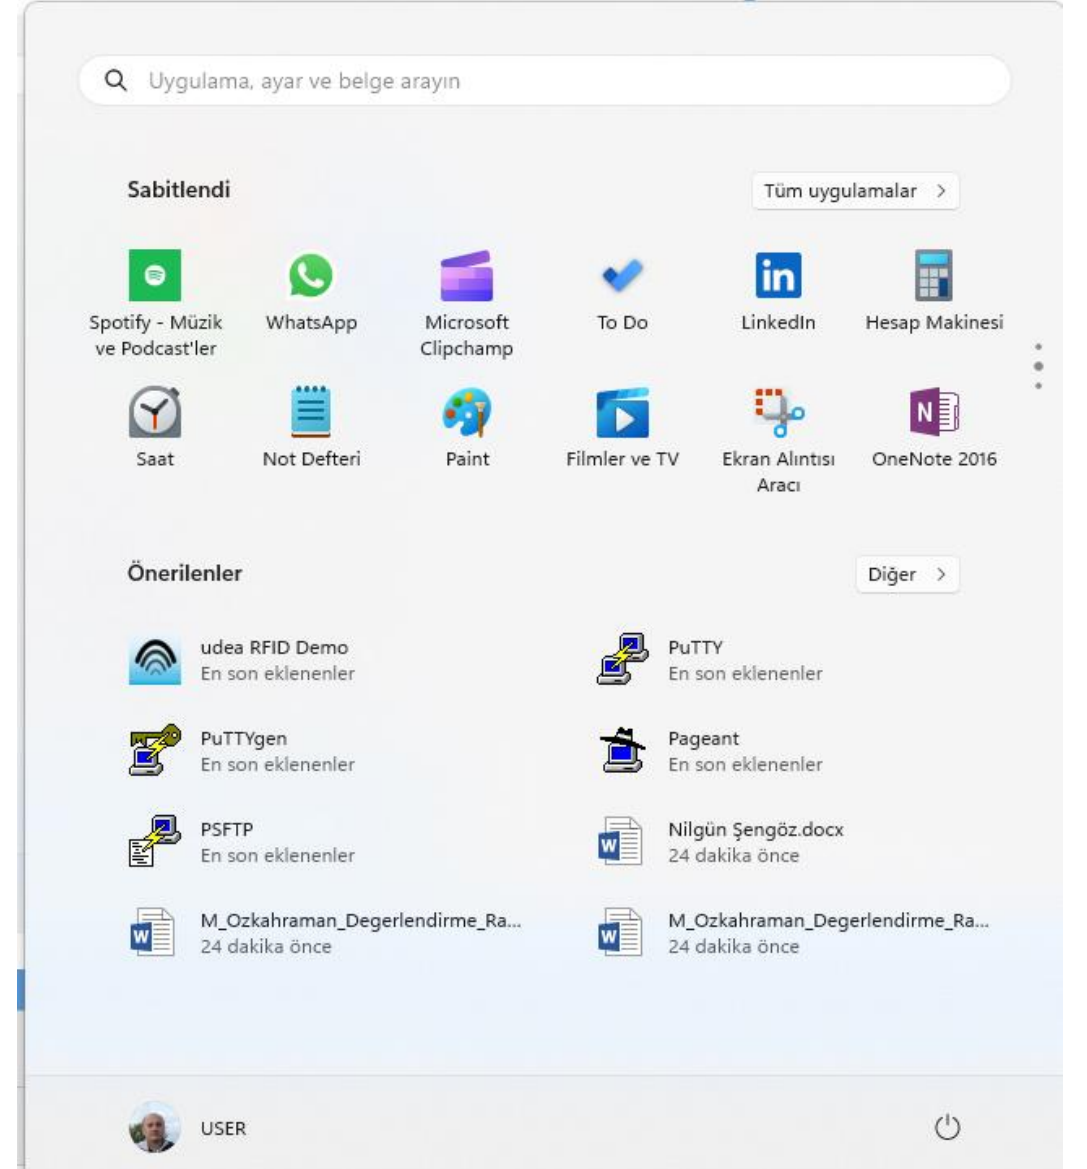 Uygulama, ayar ve belge arayın
Sabitlendi
Tüm uygulamalar
Spotify - Müzik ve Podcast'ler
WhatsApp
Microsoft Clipchamp
To Do
LinkedIn
Hesap Makinesi
Saat
Not Defteri
Paint
Filmler ve TV
Ekran Alıntısı Aracı
OneNote 2016
Önerilenler
Diğer
udea RFID Demo
En son eklenenler
PuTTY
En son eklenenler
PuTTYgen
En son eklenenler
Pageant
En son eklenenler
PSFTP
En son eklenenler
Nilgün Şengöz.docx
24 dakika önce
M_Ozkahraman_Degerlendirme_Ra...
24 dakika önce
M_Ozkahraman_Degerlendirme_Ra...
24 dakika önce
USER